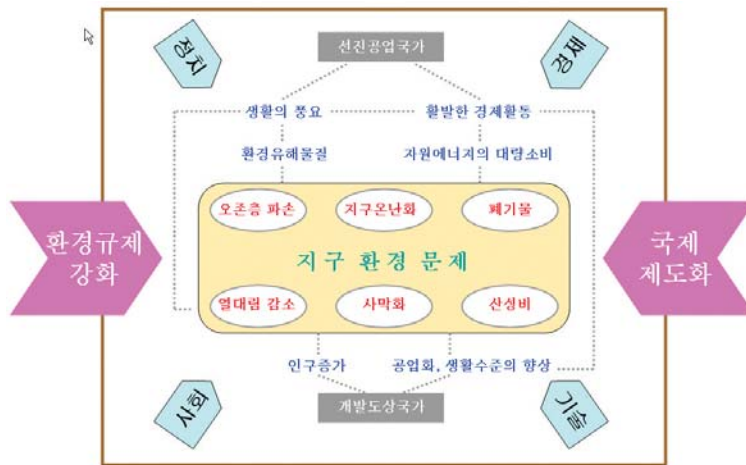 정치
선진공업국가
경제
생활의 풍요
활발한 경제활동
환경유해물질
자원에너지의 대량소비
오존층 파손
지구온난화
폐기물
환경규제
강화
지구 환경 문제
국제
제도화
열대림 감소
사막화
산성비
인구증가
공업화, 생활수준의 향상
사회
개발도상국가
기술